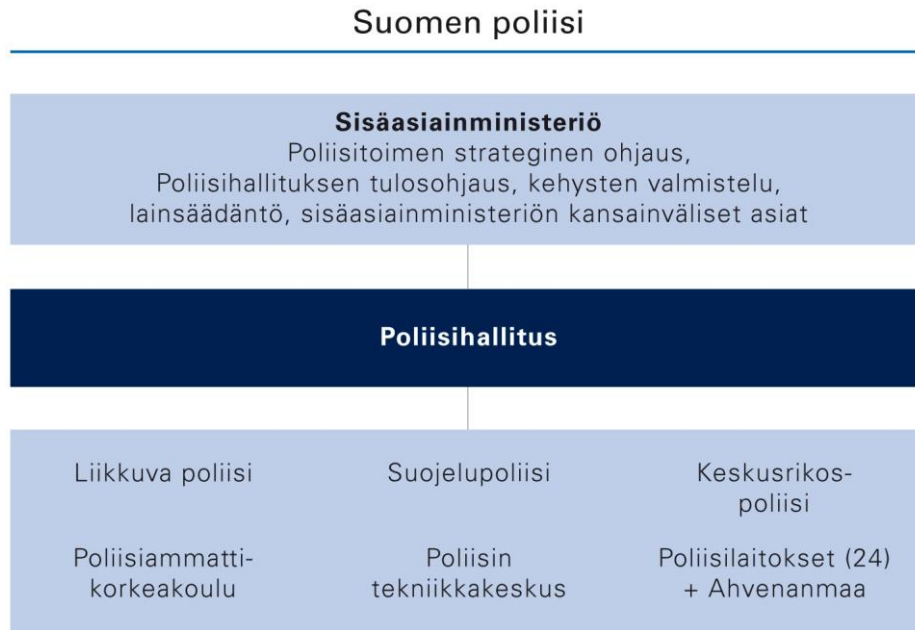 Suomen poliisi
Sisäasiainministeriö
Poliisitoimen strateginen ohjaus,
Poliisihallituksen tulosohjaus, kehysten valmistelu,
lainsäädäntö, sisäasiainministeriön kansainväliset asiat
Poliisihallitus
Liikkuva poliisi
Suojelupoliisi
Keskusrikos-
poliisi
Poliisiammatti-
korkeakoulu
Poliisin
tekniikkakeskus
Poliisilaitokset (24)
+ Ahvenanmaa